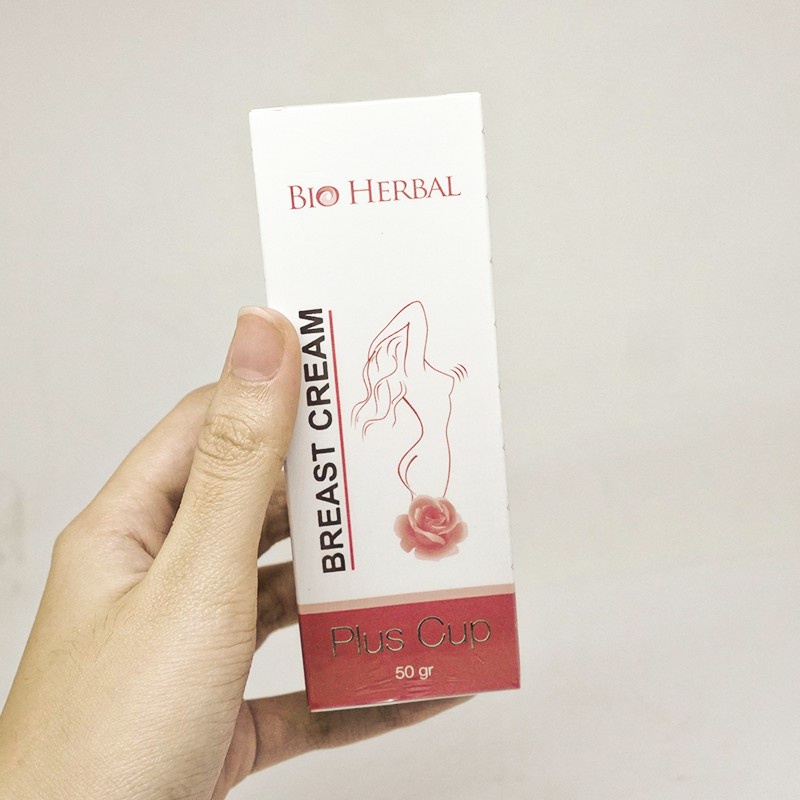 BIO HERBAL
BREAST CREAM
Plus Cup
50 gr